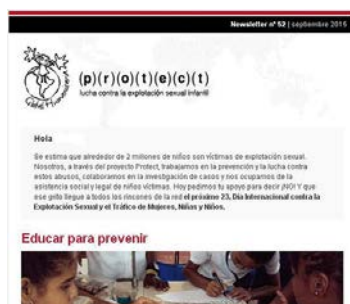 Newsletter nº 52 | septiembre 2015
(p)(r)(o)(t)(e)(c)(t)
lucha contra la explotación sexual infantil
Global Humanitaria
Hola
Se estima que alrededor de 2 millones de niños son víctimas de explotación sexual.
Nosotros, a través del proyecto Protect, trabajamos en la prevención y la lucha contra
estos abusos, colaboramos en la investigación de casos y nos ocupamos de la
asistencia social y legal de niños víctimas. Hoy pedimos tu apoyo para decir ¡NO! Y que
ese grito llegue a todos los rincones de la red el próximo 23, Día Internacional contra la
Explotación Sexual y el Tráfico de Mujeres, Niñas y Niños.
Educar para prevenir